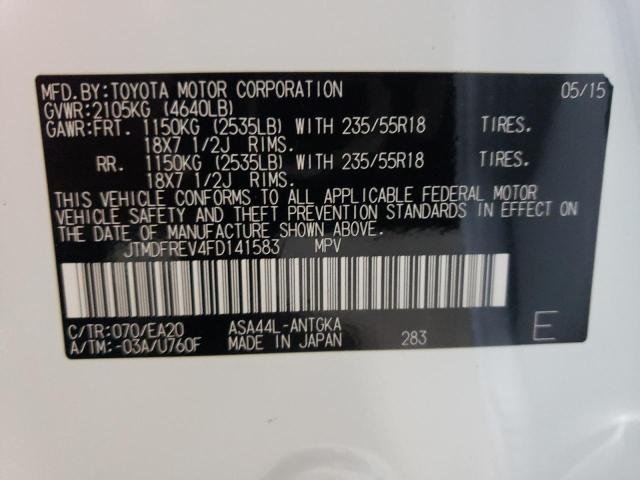 MFD.BY:TOYOTA MOTOR CORPORATION 05/15
GVWR:2105KG (4640LB)
GAWR:FRT. 1150KG (2535LB) WITH 235/55R18 TIRES.
18X7 1/2J RIMS.
RR. 1150KG (2535LB) WITH 235/55R18 TIRES.
18X7 1/2J RIMS.
THIS VEHICLE CONFORMS TO ALL APPLICABLE FEDERAL MOTOR
VEHICLE SAFETY AND THEFT PREVENTION STANDARDS IN EFFECT ON
THE DATE OF MANUFACTURE SHOWN ABOVE.
JTMDFREV4FD141583 MPV
C/TR:070/EA20 ASA44L-ANTGKA
A/TM:-03A/U760F MADE IN JAPAN 283 E